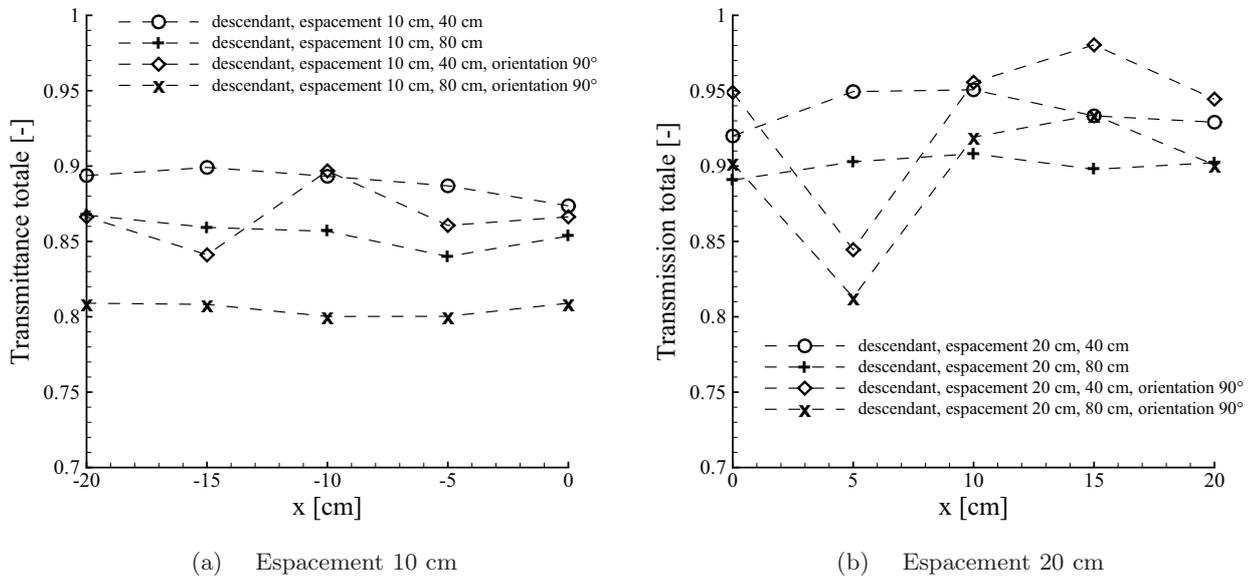 1
0.95
0.9
0.85
0.8
0.75
0.7
Transmittance totale [-]
descendant, espacement 10 cm, 40 cm
descendant, espacement 10 cm, 80 cm
descendant, espacement 10 cm, 40 cm, orientation 90°
descendant, espacement 10 cm, 80 cm, orientation 90°
-20 -15 -10 -5 0
x [cm]
(a) Espacement 10 cm
1
0.95
0.9
0.85
0.8
0.75
0.7
Transmission totale [-]
descendant, espacement 20 cm, 40 cm
descendant, espacement 20 cm, 80 cm
descendant, espacement 20 cm, 40 cm, orientation 90°
descendant, espacement 20 cm, 80 cm, orientation 90°
0 5 10 15 20
x [cm]
(b) Espacement 20 cm